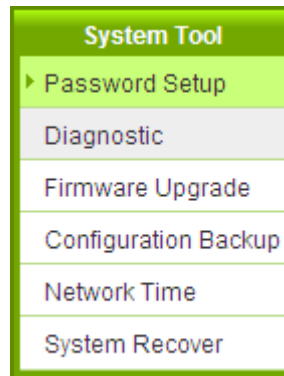 System Tool
Password Setup
Diagnostic
Firmware Upgrade
Configuration Backup
Network Time
System Recover